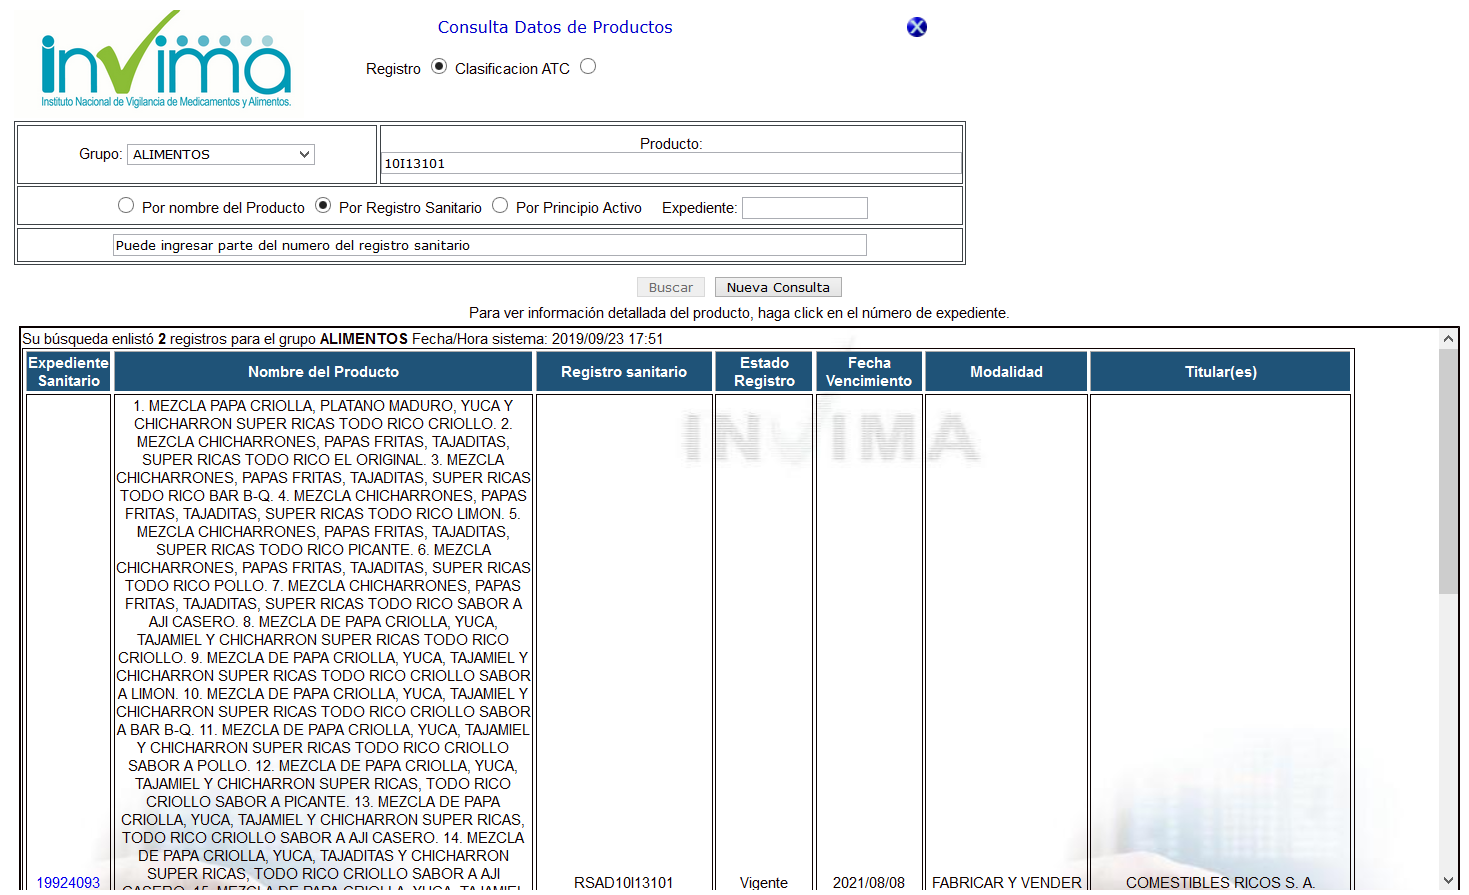 invima
Instituto Nacional de Vigilancia de Medicamentos y Alimentos.
Consulta Datos de Productos
Registro Clasificacion ATC
Grupo: ALIMENTOS
Producto:
10I13101
Por nombre del Producto Por Registro Sanitario Por Principio Activo Expediente:
Puede ingresar parte del numero del registro sanitario
Buscar Nueva Consulta
Para ver información detallada del producto, haga click en el número de expediente.
Su búsqueda enlistó 2 registros para el grupo ALIMENTOS Fecha/Hora sistema: 2019/09/23 17:51
Expediente Sanitario
Nombre del Producto
Registro sanitario
Estado Registro
Fecha Vencimiento
Modalidad
Titular(es)
INVIMA
1. MEZCLA PAPA CRIOLLA, PLATANO MADURO, YUCA Y
CHICHARRON SUPER RICAS TODO RICO CRIOLLO. 2.
MEZCLA CHICHARRONES, PAPAS FRITAS, TAJADITAS,
SUPER RICAS TODO RICO EL ORIGINAL. 3. MEZCLA
CHICHARRONES, PAPAS FRITAS, TAJADITAS, SUPER RICAS
TODO RICO BAR B-Q. 4. MEZCLA CHICHARRONES, PAPAS
FRITAS, TAJADITAS, SUPER RICAS TODO RICO LIMON. 5.
MEZCLA CHICHARRONES, PAPAS FRITAS, TAJADITAS,
SUPER RICAS TODO RICO PICANTE. 6. MEZCLA
CHICHARRONES, PAPAS FRITAS, TAJADITAS, SUPER RICAS
TODO RICO POLLO. 7. MEZCLA CHICHARRONES, PAPAS
FRITAS, TAJADITAS, SUPER RICAS TODO RICO SABOR A
AJI CASERO. 8. MEZCLA DE PAPA CRIOLLA, YUCA,
TAJAMIEL Y CHICHARRON SUPER RICAS TODO RICO
CRIOLLO. 9. MEZCLA DE PAPA CRIOLLA, YUCA, TAJAMIEL Y
CHICHARRON SUPER RICAS TODO RICO CRIOLLO SABOR
A LIMON. 10. MEZCLA DE PAPA CRIOLLA, YUCA, TAJAMIEL Y
CHICHARRON SUPER RICAS TODO RICO CRIOLLO SABOR
A BAR B-Q. 11. MEZCLA DE PAPA CRIOLLA, YUCA, TAJAMIEL
Y CHICHARRON SUPER RICAS TODO RICO CRIOLLO
SABOR A POLLO. 12. MEZCLA DE PAPA CRIOLLA, YUCA,
TAJAMIEL Y CHICHARRON SUPER RICAS, TODO RICO
CRIOLLO SABOR A PICANTE. 13. MEZCLA DE PAPA
CRIOLLA, YUCA, TAJAMIEL Y CHICHARRON SUPER RICAS,
TODO RICO CRIOLLO SABOR A AJI CASERO. 14. MEZCLA
DE PAPA CRIOLLA, YUCA, TAJADITAS Y CHICHARRON
SUPER RICAS, TODO RICO CRIOLLO SABOR A AJI
CASERO. 15. MEZCLA DE PAPA CRIOLLA, YUCA, TAJAMIEL
19924093
RSAD10I13101
Vigente
2021/08/08
FABRICAR Y VENDER
COMESTIBLES RICOS S. A.